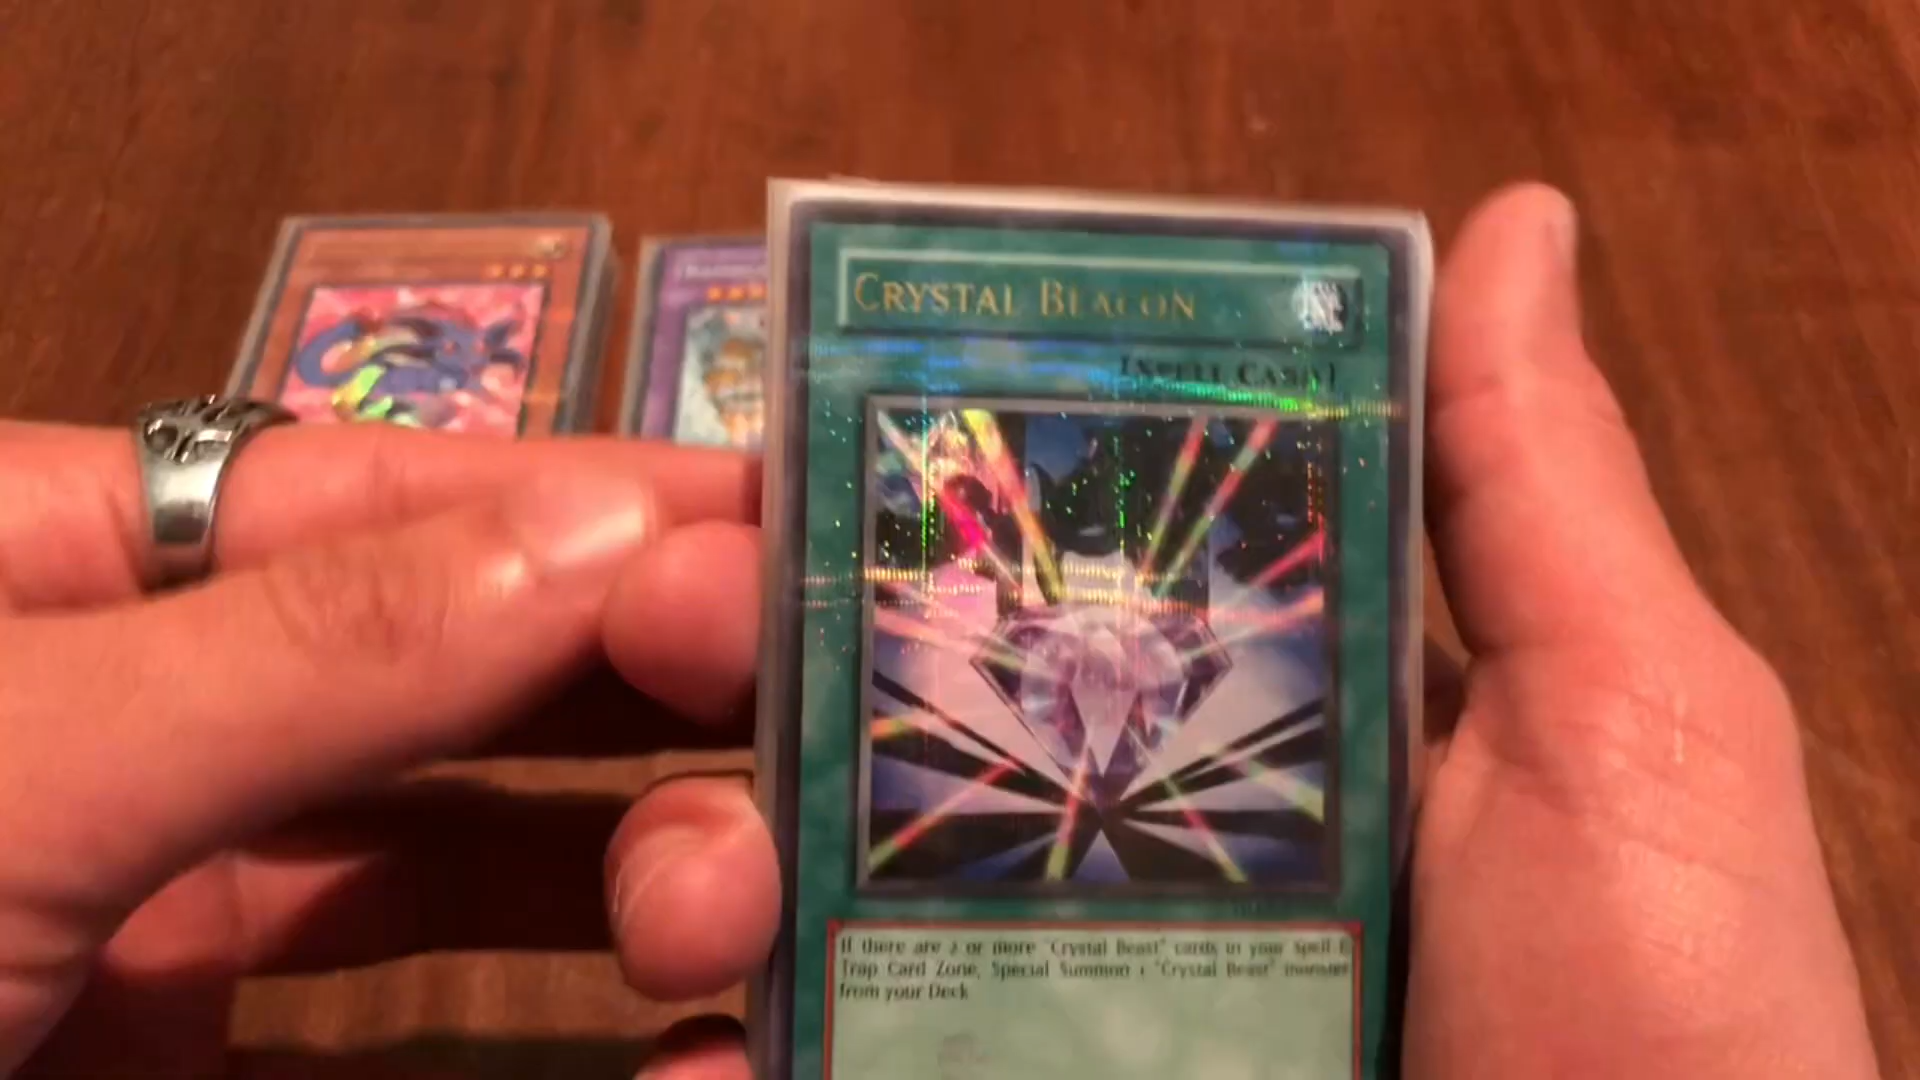 CRYSTAL BEACON
[SPELL CARD]
If there are 2 or more "Crystal Beast" cards in your Spell &
Trap Card Zone, Special Summon 1 "Crystal Beast" monster
from your Deck